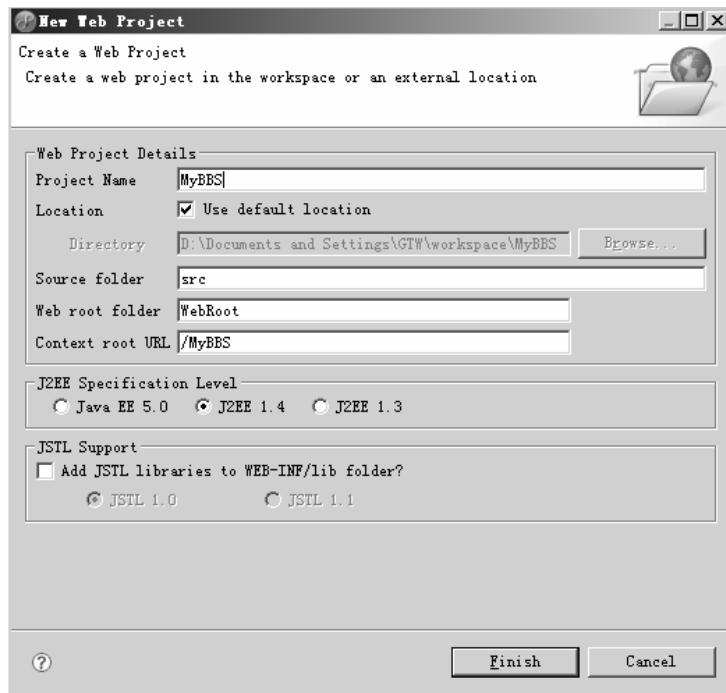 New Web Project
Create a Web Project
Create a web project in the workspace or an external location
Web Project Details
Project Name MyBBS
Location Use default location
Directory D:\Documents and Settings\GTW\workspace\MyBBS Browse...
Source folder src
Web root folder WebRoot
Context root URL /MyBBS
J2EE Specification Level
Java EE 5.0 J2EE 1.4 J2EE 1.3
JSTL Support
Add JSTL libraries to WEB-INF/lib folder?
JSTL 1.0 JSTL 1.1
? Finish Cancel